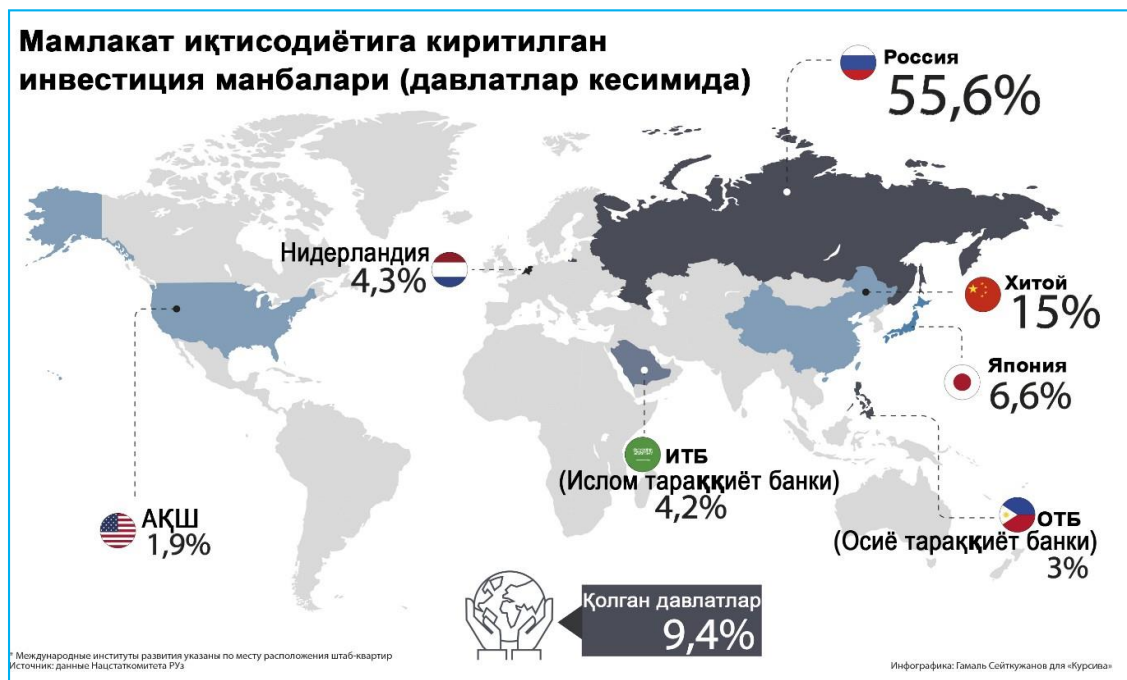 Мамлакат иқтисодиётига киритилган
инвестиция манбалари (давлатлар кесимида)
Россия
55,6%
Нидерландия
4,3%
Хитой
15%
Япония
6,6%
ИТБ
(Ислом тараққиёт банки)
4,2%
АҚШ
1,9%
ОТБ
(Осиё тараққиёт банки)
3%
Қолган давлатлар
9,4%
* Международные институты развития указаны по месту расположения штаб-квартир
Источник: данные Нацстаткомитета РУз
Инфографика: Гамаль Сейткужанов для «Курсива»